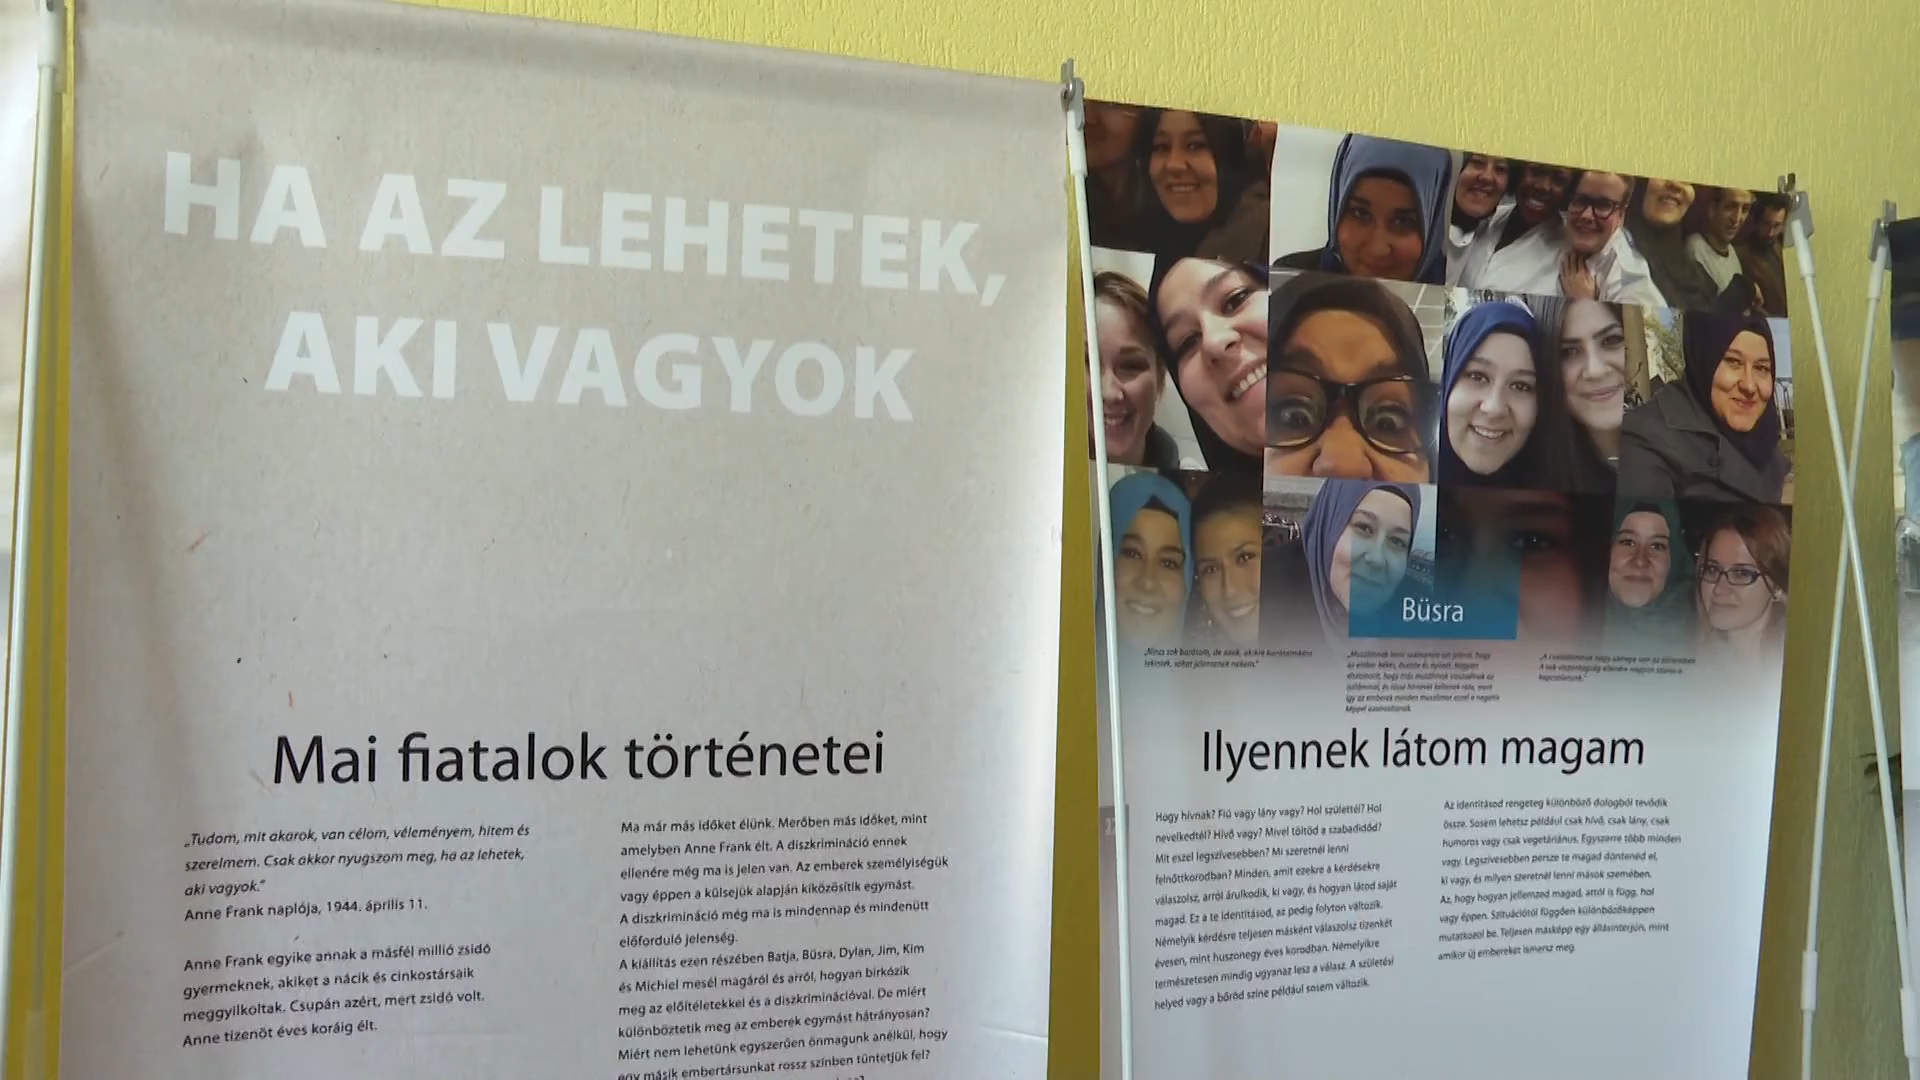 HA AZ LEHETEK,
AKI VAGYOK
Mai fiatalok történetei
„Tudom, mit akarok, van célom, véleményem, hitem és
szerelmem. Csak akkor nyugszom meg, ha az lehetek,
aki vagyok.”
Anne Frank naplója, 1944. április 11.
Anne Frank egyike annak a másfél millió zsidó
gyermeknek, akiket a nácik és cinkostársaik
meggyilkoltak. Csupán azért, mert zsidó volt.
Anne tizenöt éves koráig élt.
Ma már más időket élünk. Merőben más időket, mint
amelyben Anne Frank élt. A diszkrimináció ennek
ellenére még ma is jelen van. Az emberek személyiségük
vagy éppen a külsejük alapján kiközösítik egymást.
A diszkrimináció még ma is mindennap és mindenütt
előforduló jelenség.
A kiállítás ezen részében Batja, Büsra, Dylan, Jim, Kim
és Michiel mesél magáról és arról, hogyan birkózik
meg az előítéletekkel és a diszkriminációval. De miért
különböztetik meg az emberek egymást hátrányosan?
Miért nem lehetünk egyszerűen önmagunk anélkül, hogy
egy másik embertársunkat rossz színben tüntetjük fel?
Büsra
„Nincs sok barátom, de azok, akikre barátaimként
tekintek, sokat jelentenek nekem.”
Ilyennek látom magam
Hogy hívnak? Fiú vagy lány vagy? Hol születtél? Hol
nevelkedtél? Hívő vagy? Mivel töltöd a szabadidőd?
Mit eszel legszívesebben? Mi szeretnél lenni
felnőttkorodban? Minden, amit ezekre a kérdésekre
válaszolsz, arról árulkodik, ki vagy, és hogyan látod saját
magad. Ez a te identitásod, az pedig folyton változik.
Némelyik kérdésre teljesen másként válaszolsz tizenkét
évesen, mint huszonegy éves korodban. Némelyikre
természetesen mindig ugyanaz lesz a válasz. A születési
helyed vagy a bőröd színe például sosem változik.
Az identitásod rengeteg különböző dologból tevődik
össze. Sosem lehetsz például csak hívő, csak lány, csak
humoros vagy csak vegetáriánus. Egyszerre több minden
vagy. Legszívesebben persze te magad döntenéd el,
ki vagy, és milyen szeretnél lenni mások szemében.
Az, hogy hogyan jellemzed magad, attól is függ, hol
vagy éppen. Szituációtól függően különbözőképpen
mutatkozol be. Teljesen másképp egy állásinterjún, mint
amikor új embereket ismersz meg.